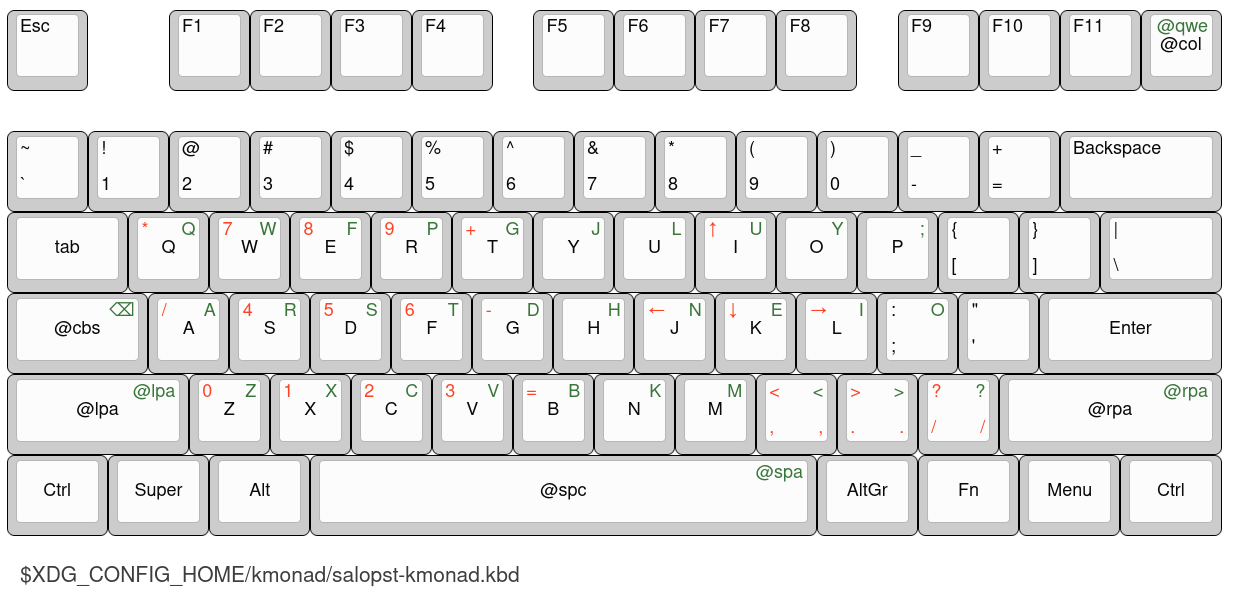 Esc F1 F2 F3 F4 F5 F6 F7 F8 F9 F10 F11 @qwe
@col
~ ! @ # $ % ^ & * ( ) _ + Backspace
` 1 2 3 4 5 6 7 8 9 0 - =
* Q 7 W 8 F 9 P + G J L ↑ U Y ; { } |
tab Q W E R T Y U I O P
[ ] \
⌫ / A 4 R 5 S 6 T - D H ← N ↓ E → I : O "
@cbs A S D F G H J K L Enter
; '
@lpa 0 Z 1 X 2 C 3 V = B K M < < > > ? ? @rpa
@lpa Z X C V B N M @rpa
, , . . / /
@spa
Ctrl Super Alt @spc AltGr Fn Menu Ctrl
$XDG_CONFIG_HOME/kmonad/salopst-kmonad.kbd